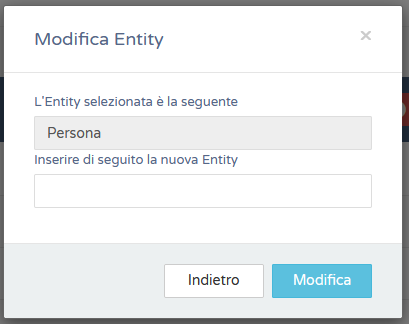 Modifica Entity
×
L'Entity selezionata è la seguente
Persona
Inserire di seguito la nuova Entity
Indietro
Modifica